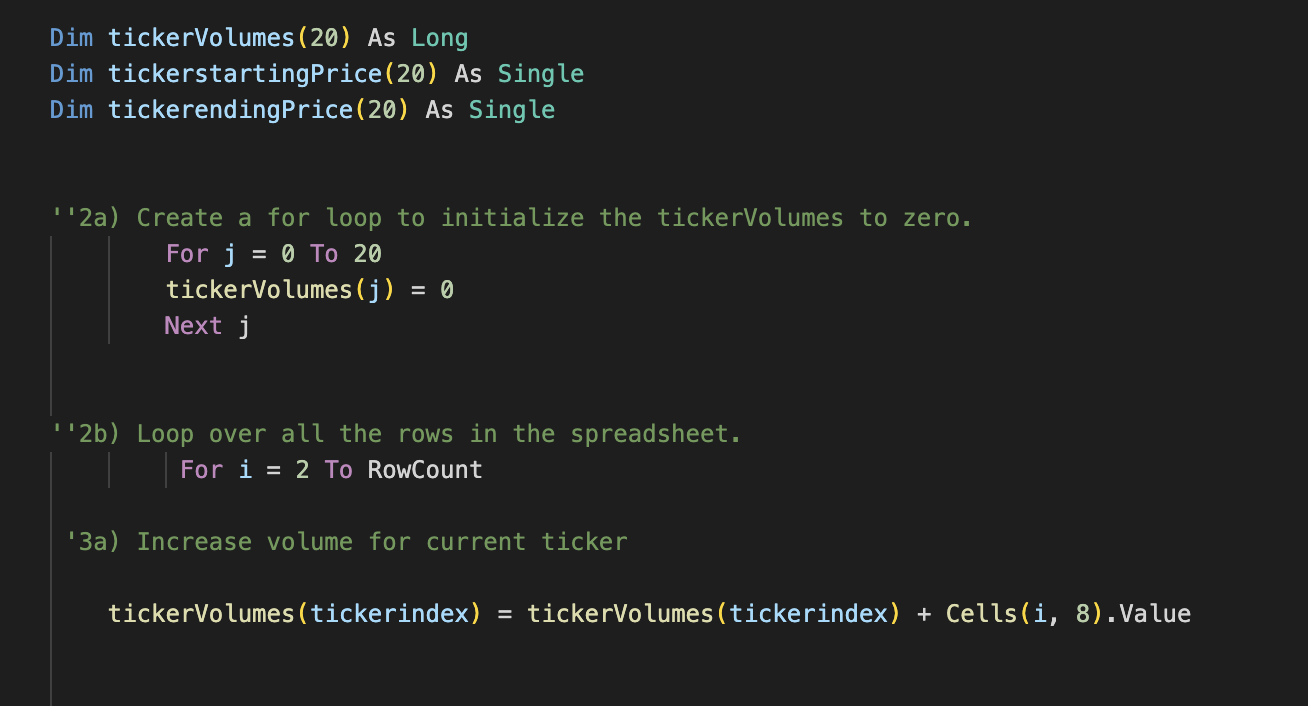 Dim tickerVolumes(20) As Long
Dim tickerstartingPrice(20) As Single
Dim tickerendingPrice(20) As Single
''2a) Create a for loop to initialize the tickerVolumes to zero.
For j = 0 To 20
tickerVolumes(j) = 0
Next j
''2b) Loop over all the rows in the spreadsheet.
For i = 2 To RowCount
'3a) Increase volume for current ticker
tickerVolumes(tickerindex) = tickerVolumes(tickerindex) + Cells(i, 8).Value